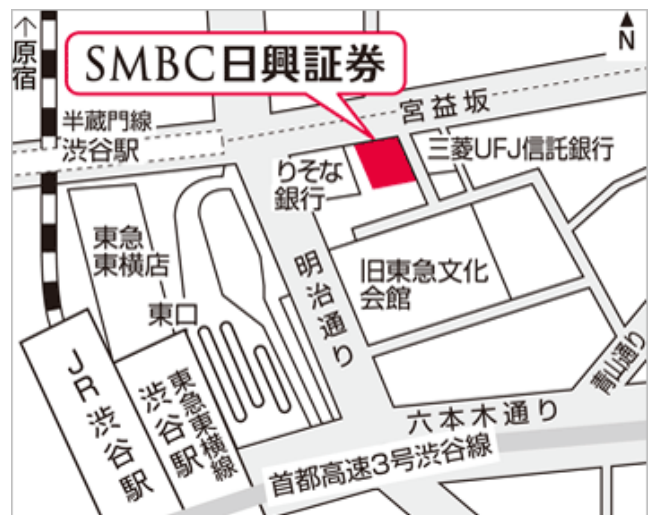 ↑原宿
N
SMBC日興証券
宮益坂
半蔵門線
渋谷駅
三菱UFJ信託銀行
りそな
銀行
東急
東横店
明治通り
旧東急文化
会館
東口
青山通り
JR渋谷駅
東急東横線
渋谷駅
六本木通り
首都高速3号渋谷線